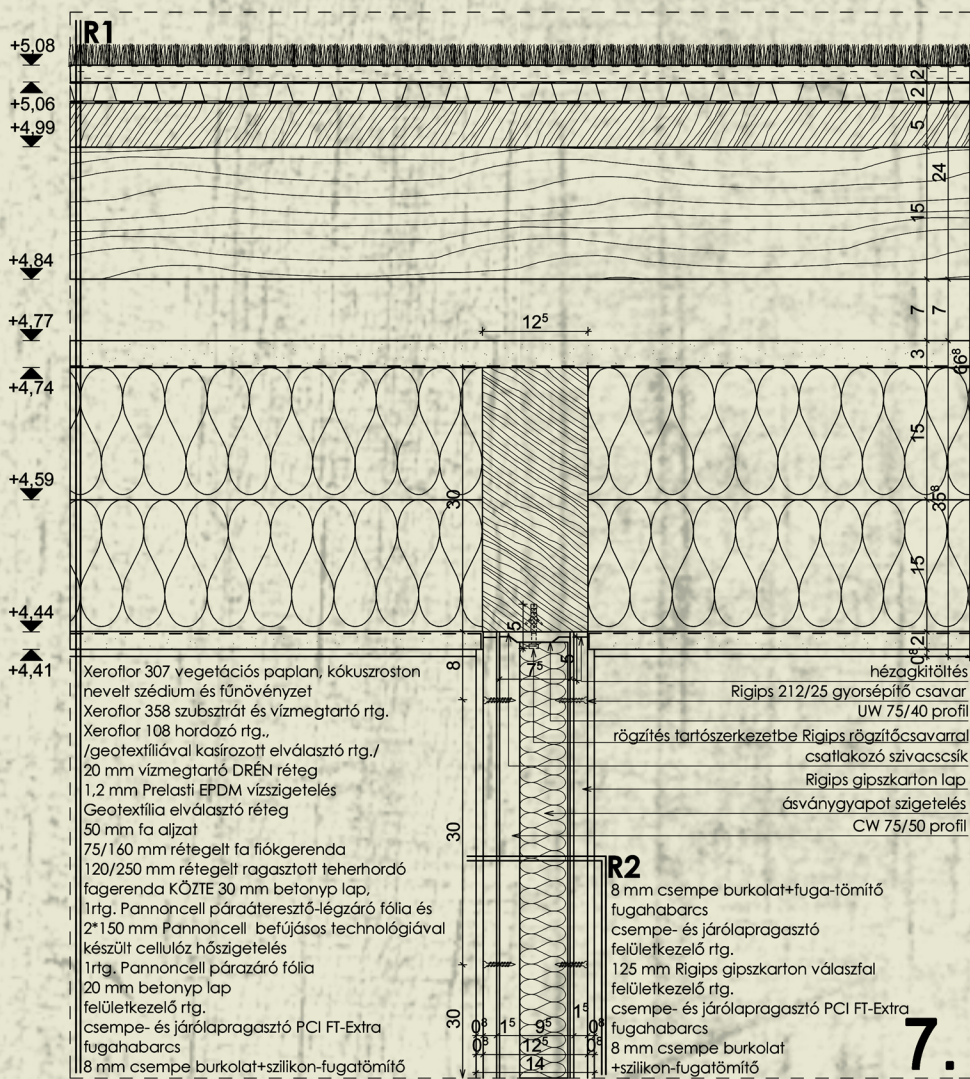 R1
+5,08
+5,06
+4,99
+4,84
+4,77
+4,74
+4,59
+4,44
+4,41
2
2
5
24
15
7
7
3
66⁸
15
35⁸
15
2
0⁸
12⁵
30
5
8
7⁵
5
30
30
Xeroflor 307 vegetációs paplan, kókuszroston
nevelt szédium és fűnövényzet
Xeroflor 358 szubsztrát és vízmegtartó rtg.
Xeroflor 108 hordozó rtg.,
/geotextíliával kasírozott elválasztó rtg./
20 mm vízmegtartó DRÉN réteg
1,2 mm Prelasti EPDM vízszigetelés
Geotextília elválasztó réteg
50 mm fa aljzat
75/160 mm rétegelt fa fiókgerenda
120/250 mm rétegelt ragasztott teherhordó
fagerenda KÖZTE 30 mm betonyp lap,
1rtg. Pannoncell páraáteresztő-légzáró fólia és
2*150 mm Pannoncell befújásos technológiával
készült cellulóz hőszigetelés
1rtg. Pannoncell párazáró fólia
20 mm betonyp lap
felületkezelő rtg.
csempe- és járólapragasztó PCI FT-Extra
fugahabarcs
8 mm csempe burkolat+szilikon-fugatömítő
hézagkitöltés
Rigips 212/25 gyorsépítő csavar
UW 75/40 profil
rögzítés tartószerkezetbe Rigips rögzítőcsavarral
csatlakozó szivacscsík
Rigips gipszkarton lap
ásványgyapot szigetelés
CW 75/50 profil
R2
8 mm csempe burkolat+fuga-tömítő
fugahabarcs
csempe- és járólapragasztó
felületkezelő rtg.
125 mm Rigips gipszkarton válaszfal
felületkezelő rtg.
csempe- és járólapragasztó PCI FT-Extra
fugahabarcs
8 mm csempe burkolat
+szilikon-fugatömítő
0⁸ 1⁵ 9⁵ 1⁵ 0⁸
0⁸ 12⁵ 0⁸
14
7.